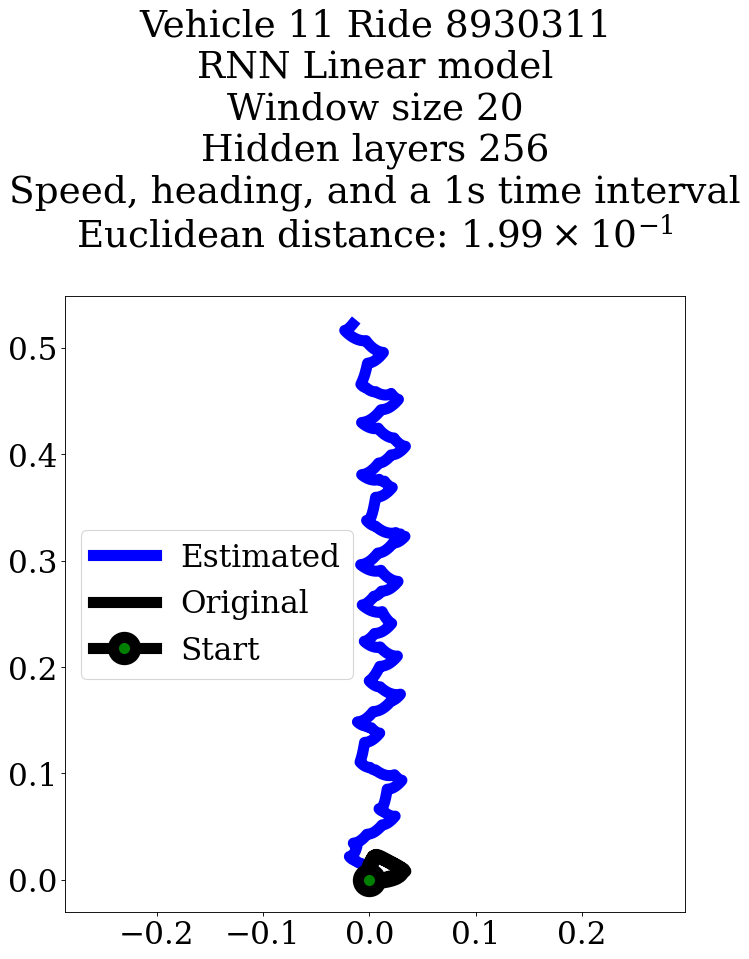 Vehicle 11 Ride 8930311
RNN Linear model
Window size 20
Hidden layers 256
Speed, heading, and a 1s time interval
Euclidean distance: 1.99 × 10⁻¹
0.5
0.4
0.3
0.2
0.1
0.0
Estimated
Original
Start
−0.2
−0.1
0.0
0.1
0.2